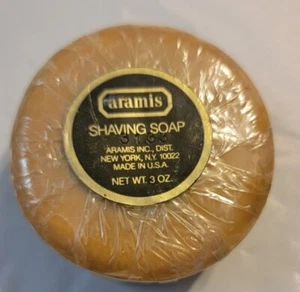 aramis
SHAVING SOAP
ARAMIS INC., DIST.
NEW YORK, N.Y. 10022
MADE IN U.S.A.
NET WT. 3 OZ.